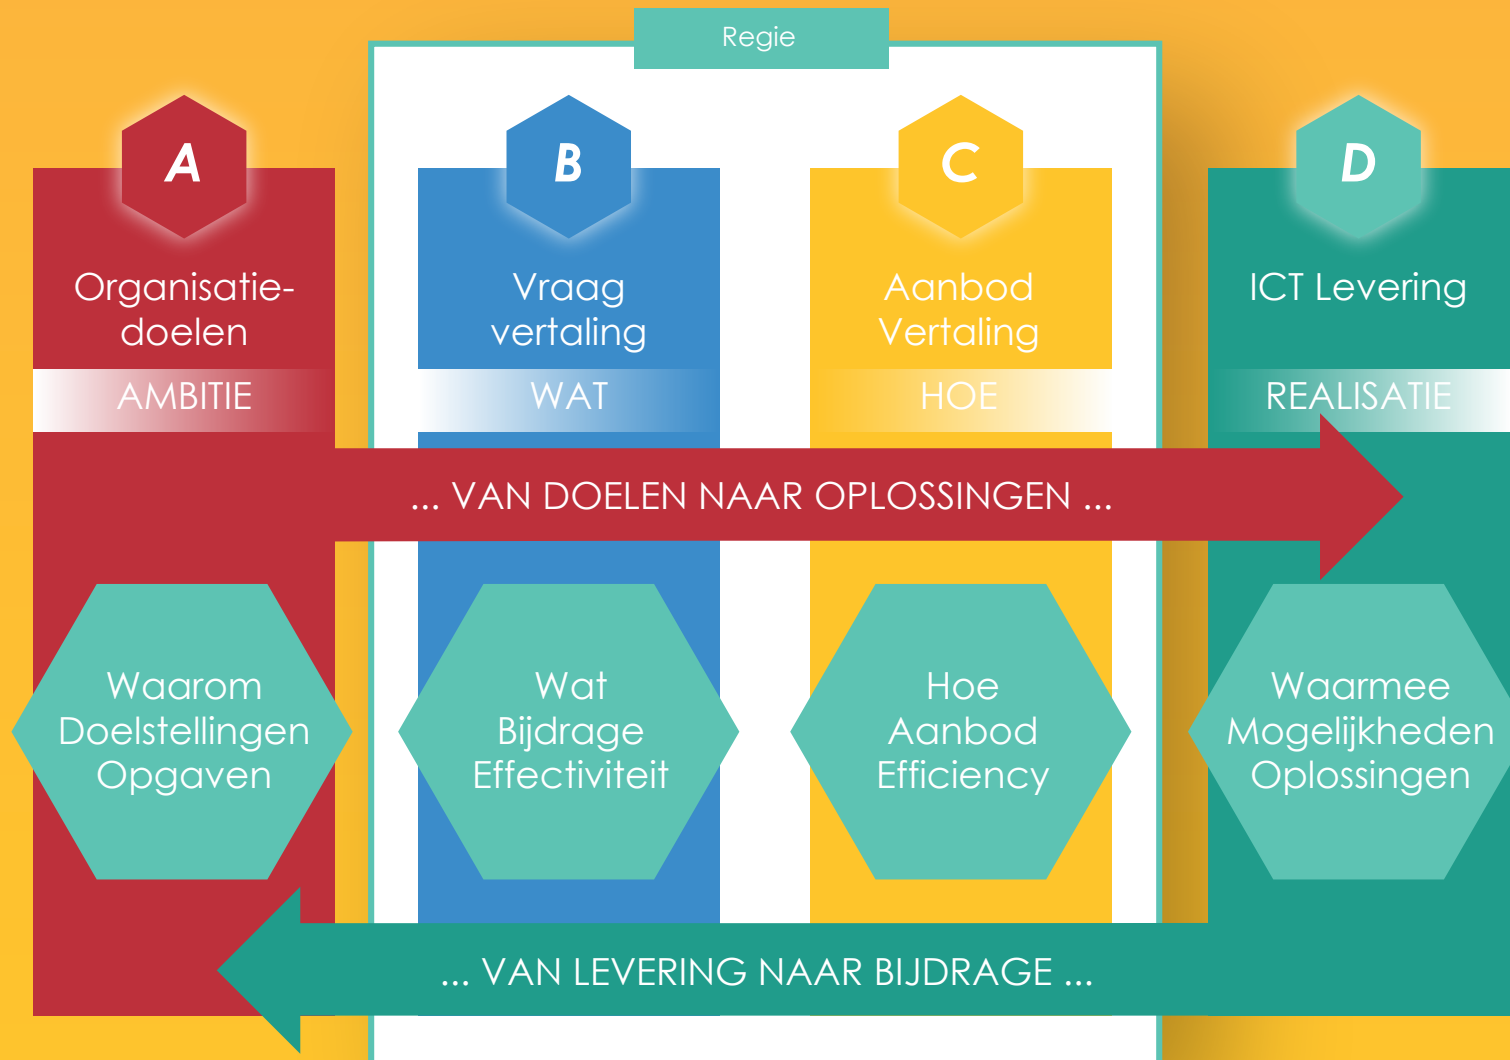 Regie
A
Organisatie-
doelen
AMBITIE
B
Vraag
vertaling
WAT
C
Aanbod
Vertaling
HOE
D
ICT Levering
REALISATIE
... VAN DOELEN NAAR OPLOSSINGEN ...
Waarom
Doelstellingen
Opgaven
Wat
Bijdrage
Effectiviteit
Hoe
Aanbod
Efficiency
Waarmee
Mogelijkheden
Oplossingen
... VAN LEVERING NAAR BIJDRAGE ...